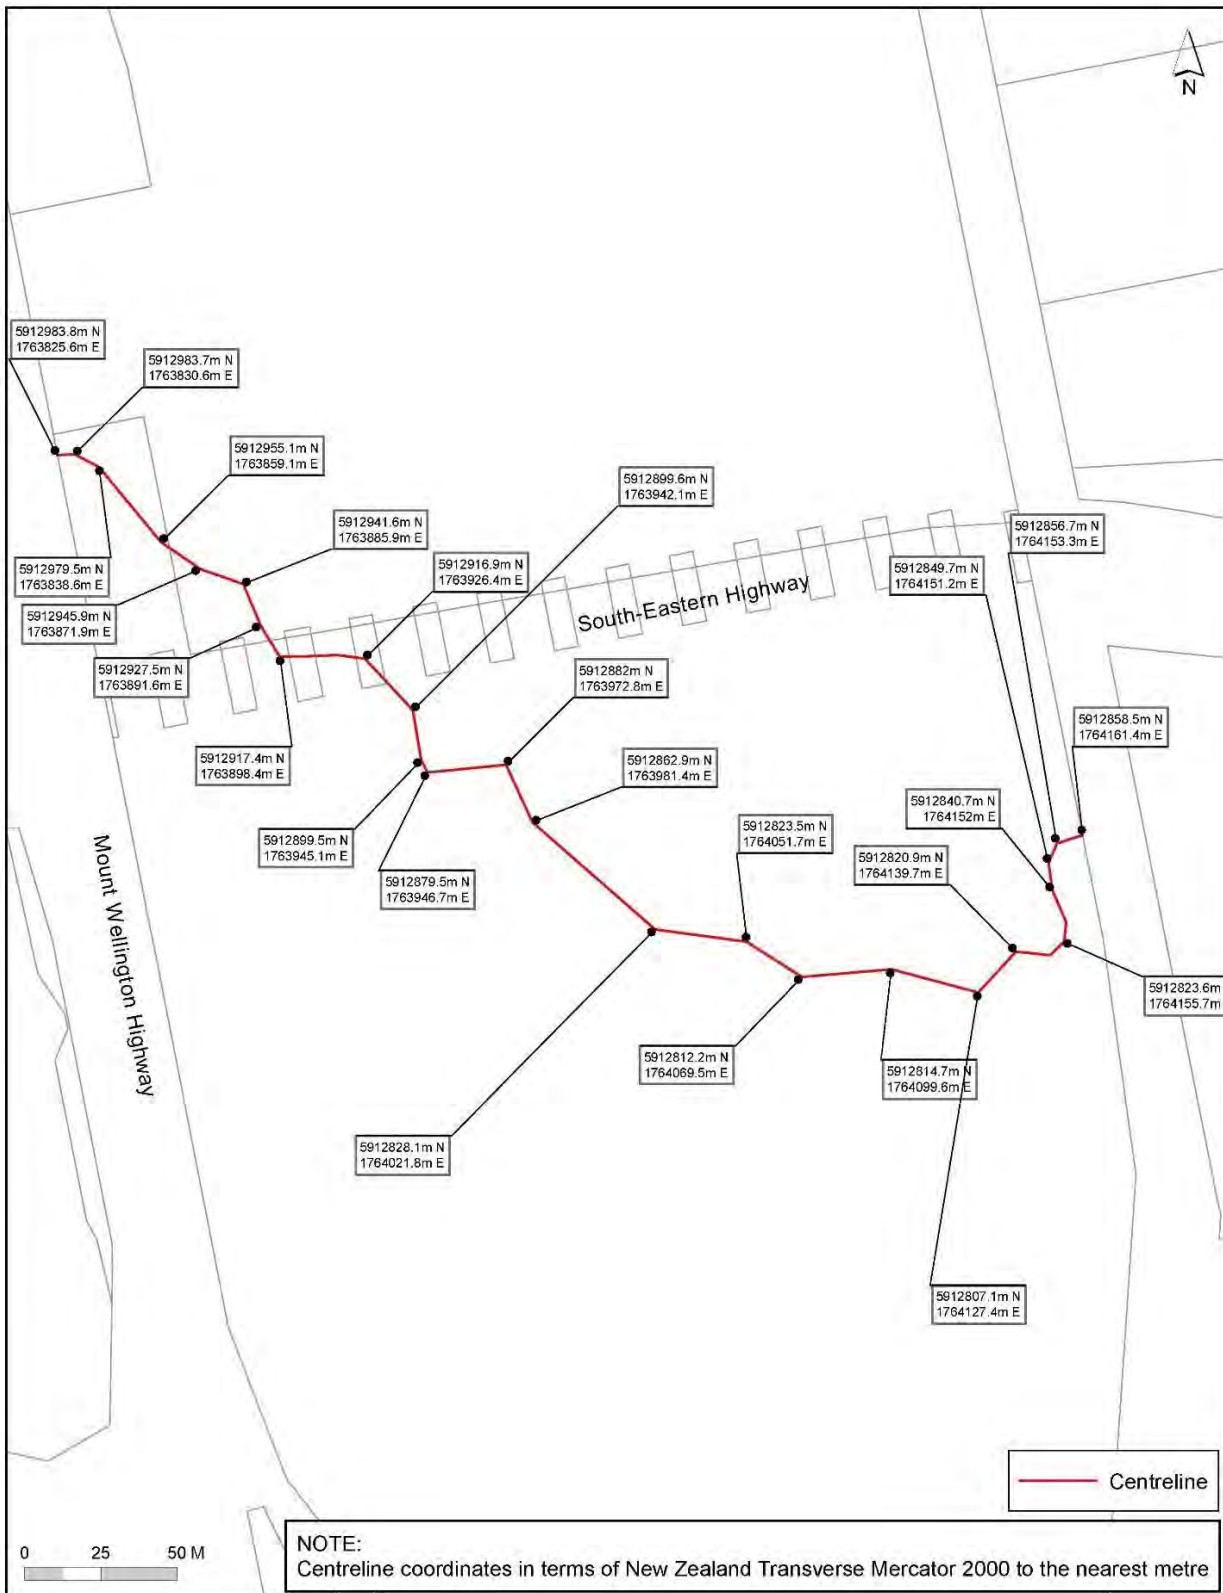 N
5912983.8m N
1763825.6m E
5912983.7m N
1763830.6m E
5912955.1m N
1763859.1m E
5912899.6m N
1763942.1m E
5912941.6m N
1763885.9m E
5912856.7m N
1764153.3m E
5912979.5m N
1763838.6m E
5912916.9m N
1763926.4m E
5912849.7m N
1764151.2m E
South-Eastern Highway
5912945.9m N
1763871.9m E
5912927.5m N
1763891.6m E
5912882m N
1763972.8m E
5912858.5m N
1764161.4m E
5912917.4m N
1763898.4m E
5912862.9m N
1763981.4m E
5912840.7m N
1764152m E
5912899.5m N
1763945.1m E
5912823.5m N
1764051.7m E
5912820.9m N
1764139.7m E
5912879.5m N
1763946.7m E
Mount Wellington Highway
5912823.6m
1764155.7m
5912812.2m N
1764069.5m E
5912814.7m N
1764099.6m E
5912828.1m N
1764021.8m E
5912807.1m N
1764127.4m E
Centreline
0 25 50 M
NOTE:
Centreline coordinates in terms of New Zealand Transverse Mercator 2000 to the nearest metre